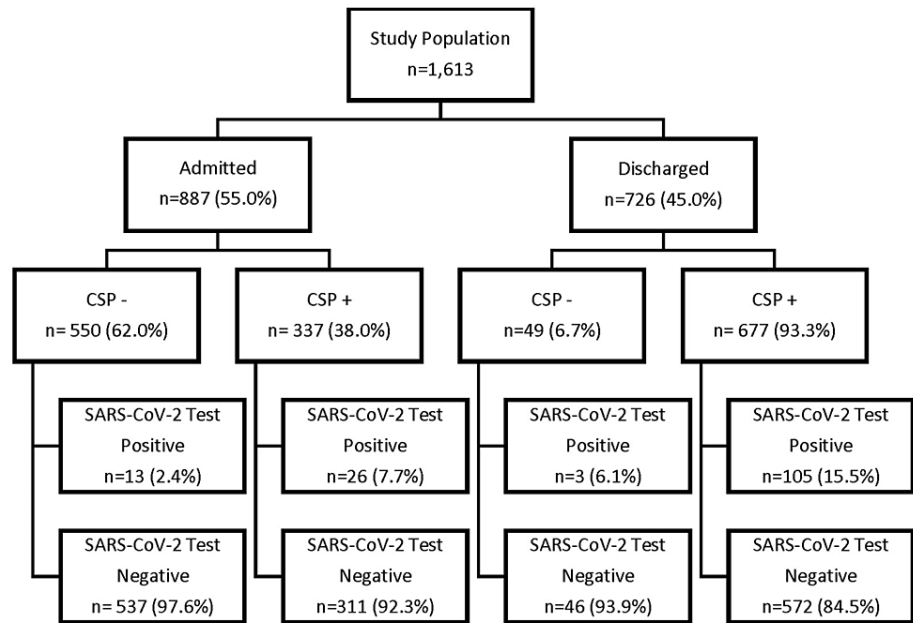 Study Population
n=1,613
Admitted
n=887 (55.0%)
Discharged
n=726 (45.0%)
CSP -
n= 550 (62.0%)
CSP +
n= 337 (38.0%)
CSP -
n=49 (6.7%)
CSP +
n= 677 (93.3%)
SARS-CoV-2 Test
Positive
n=13 (2.4%)
SARS-CoV-2 Test
Positive
n=26 (7.7%)
SARS-CoV-2 Test
Positive
n=3 (6.1%)
SARS-CoV-2 Test
Positive
n=105 (15.5%)
SARS-CoV-2 Test
Negative
n= 537 (97.6%)
SARS-CoV-2 Test
Negative
n=311 (92.3%)
SARS-CoV-2 Test
Negative
n=46 (93.9%)
SARS-CoV-2 Test
Negative
n=572 (84.5%)